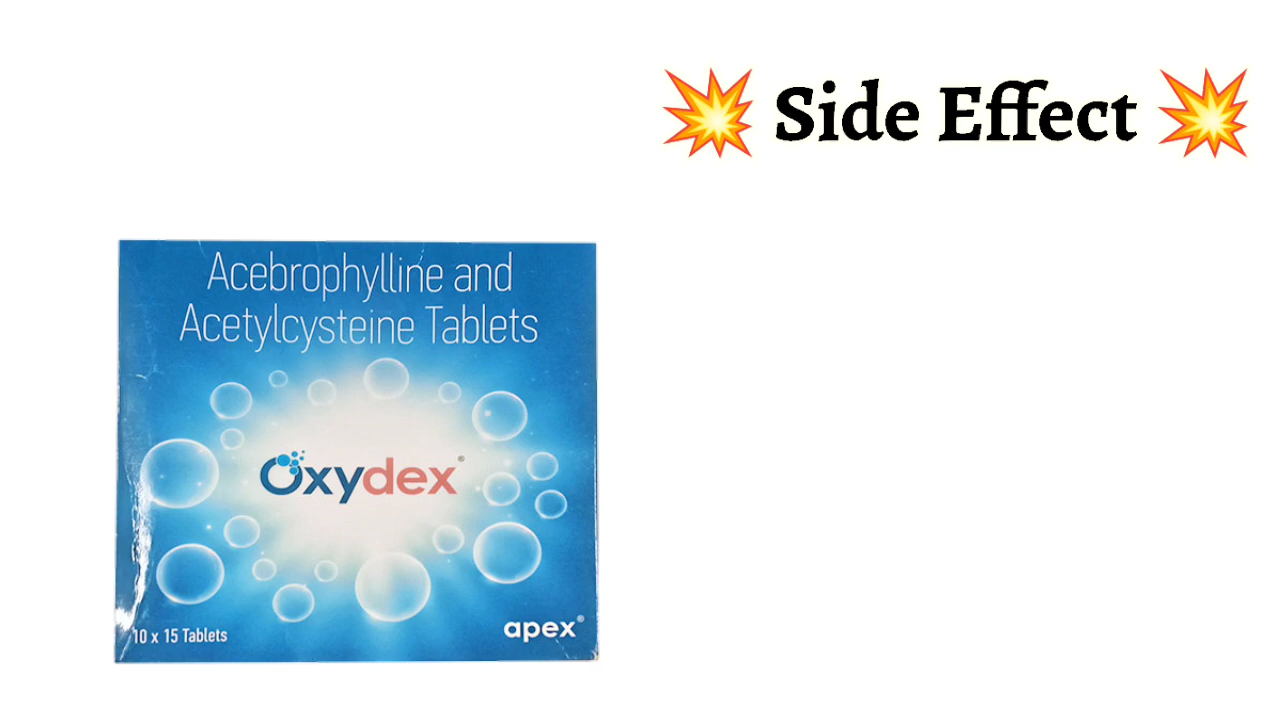 💥 Side Effect 💥
Acebrophylline and
Acetylcysteine Tablets
Oxydex®
10 x 15 Tablets
apex®